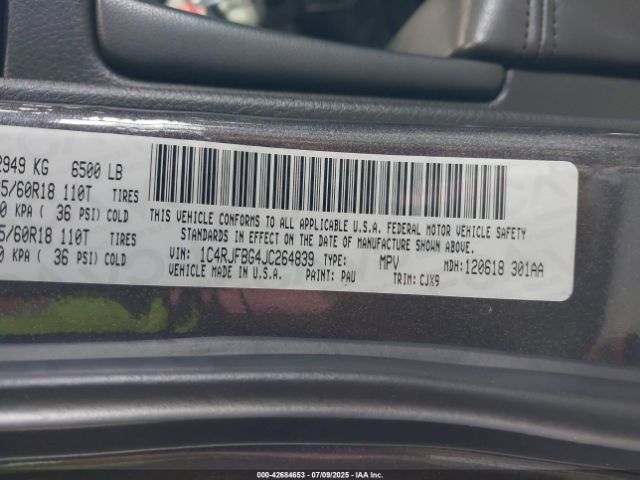 2949 KG 6500 LB
5/60R18 110T TIRES
0 KPA ( 36 PSI) COLD
5/60R18 110T TIRES
0 KPA ( 36 PSI) COLD
THIS VEHICLE CONFORMS TO ALL APPLICABLE U.S.A. FEDERAL MOTOR VEHICLE SAFETY
STANDARDS IN EFFECT ON THE DATE OF MANUFACTURE SHOWN ABOVE.
VIN: 1C4RJFBG4JC264839 TYPE: MPV MDH: 120618 301AA
VEHICLE MADE IN U.S.A. PAINT: PAU TRIM: CJX9
000-42684653 - 07/09/2025 - IAA Inc.